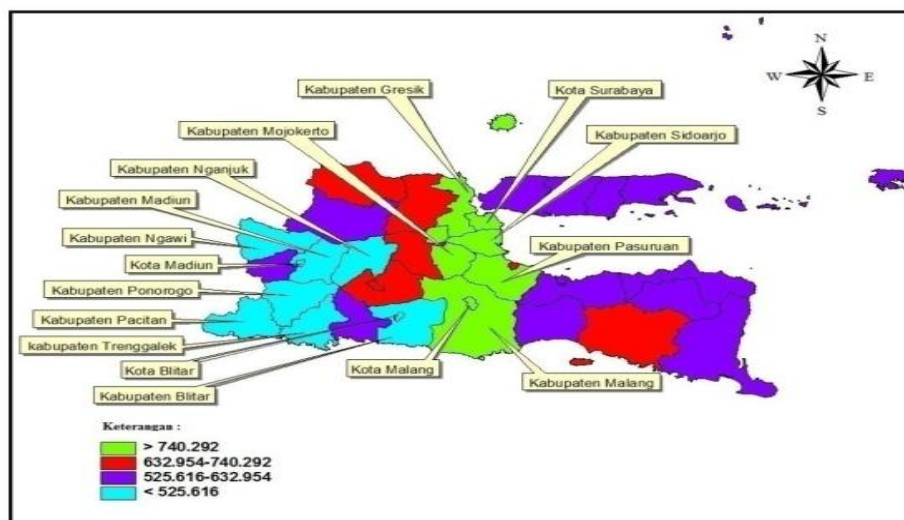 N
W E
S
Kabupaten Gresik
Kota Surabaya
Kabupaten Mojokerto
Kabupaten Sidoarjo
Kabupaten Nganjuk
Kabupaten Madiun
Kabupaten Ngawi
Kabupaten Pasuruan
Kota Madiun
Kabupaten Ponorogo
Kabupaten Pacitan
kabupaten Trenggalek
Kota Blitar
Kota Malang
Kabupaten Malang
Kabupaten Blitar
Keterangan :
> 740.292
632.954-740.292
525.616-632.954
< 525.616